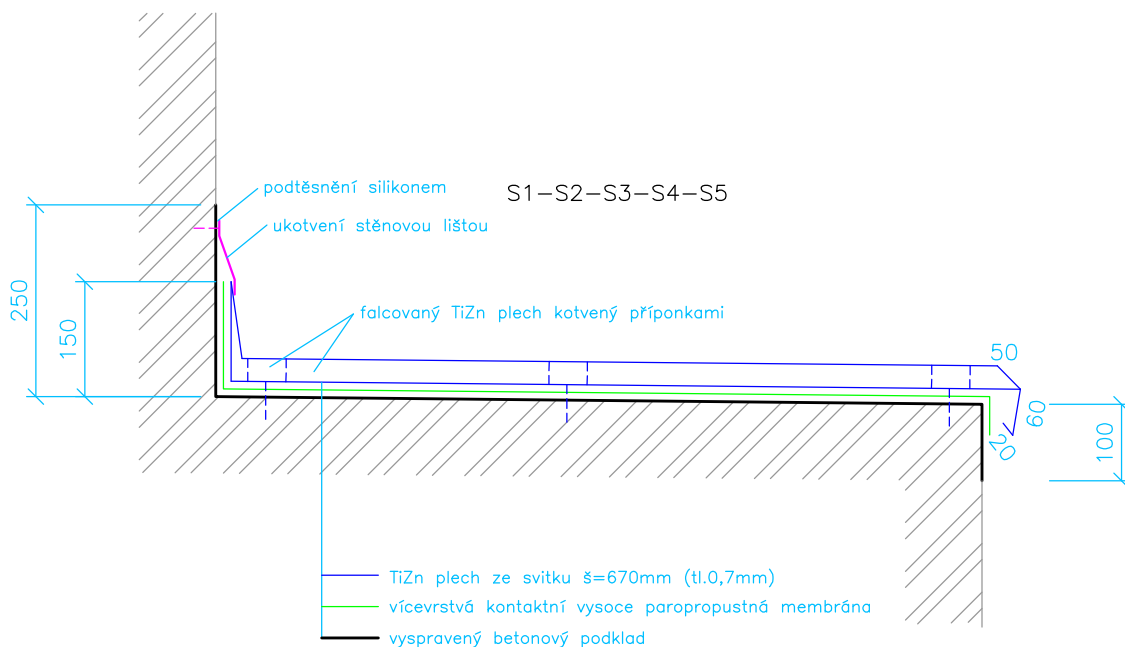 podtěsnění silikonem
S1-S2-S3-S4-S5
ukotvení stěnovou lištou
250
150
falcovaný TiZn plech kotvený příponkami
50
60
20
100
TiZn plech ze svitku š=670mm (tl.0,7mm)
vícevrstvá kontaktní vysoce paropropustná membrána
vyspravený betonový podklad